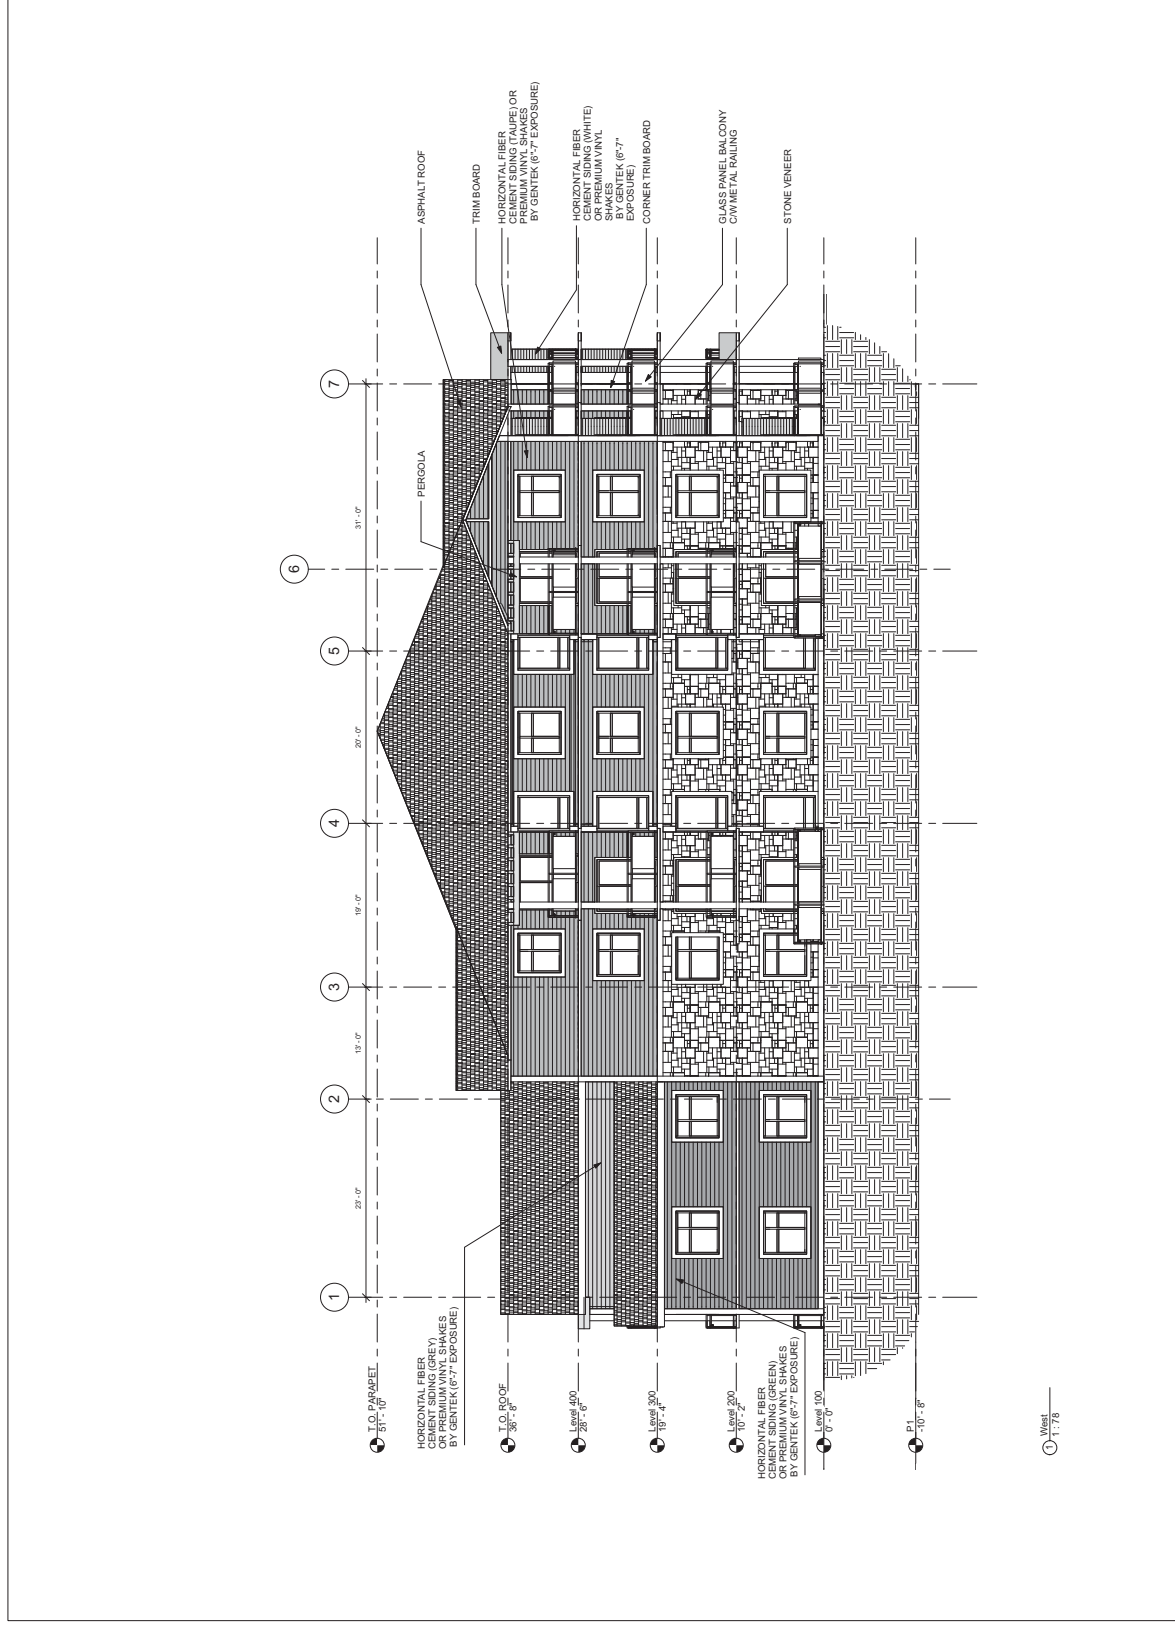 ASPHALT ROOF
TRIM BOARD
HORIZONTAL FIBER
CEMENT SIDING (TAUPE) OR
PREMIUM VINYL SHAKES
BY GENTEK (6"-7" EXPOSURE)
HORIZONTAL FIBER
CEMENT SIDING (WHITE)
OR PREMIUM VINYL
SHAKES
BY GENTEK (6"-7"
EXPOSURE)
CORNER TRIM BOARD
GLASS PANEL BALCONY
C/W METAL RAILING
STONE VENEER
PERGOLA
1
2
3
4
5
6
7
23' - 0"
13' - 0"
19' - 0"
20' - 0"
31' - 0"
T.O. PARAPET
51' - 10"
HORIZONTAL FIBER
CEMENT SIDING (GREY)
OR PREMIUM VINYL SHAKES
BY GENTEK (6"-7" EXPOSURE)
T.O. ROOF
36' - 8"
Level 400
28' - 6"
Level 300
19' - 4"
Level 200
10' - 2"
HORIZONTAL FIBER
CEMENT SIDING (GREEN)
OR PREMIUM VINYL SHAKES
BY GENTEK (6"-7" EXPOSURE)
Level 100
0' - 0"
P1
-10' - 8"
1
West
1 : 78